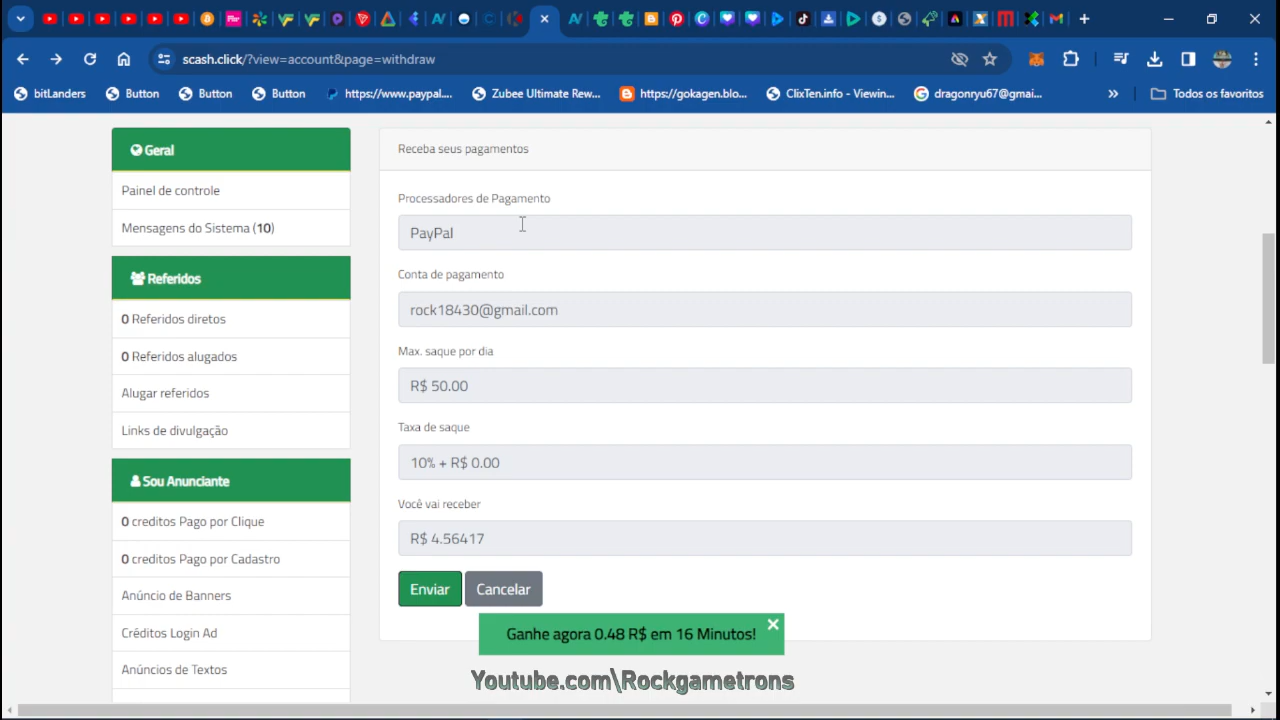 scash.click/?view=account&page=withdraw
bitLanders
Button
Button
Button
https://www.paypal....
Zubee Ultimate Rew...
https://gokagen.blo...
ClixTen.info - Viewin...
dragonryu67@gmai...
»
Todos os favoritos
Geral
Painel de controle
Mensagens do Sistema (10)
Referidos
0 Referidos diretos
0 Referidos alugados
Alugar referidos
Links de divulgação
Sou Anunciante
0 creditos Pago por Clique
0 creditos Pago por Cadastro
Anúncio de Banners
Créditos Login Ad
Anúncios de Textos
Receba seus pagamentos
Processadores de Pagamento
PayPal
Conta de pagamento
rock18430@gmail.com
Max. saque por dia
R$ 50.00
Taxa de saque
10% + R$ 0.00
Você vai receber
R$ 4.56417
Enviar
Cancelar
Ganhe agora 0.48 R$ em 16 Minutos!
Youtube.com\Rockgametrons